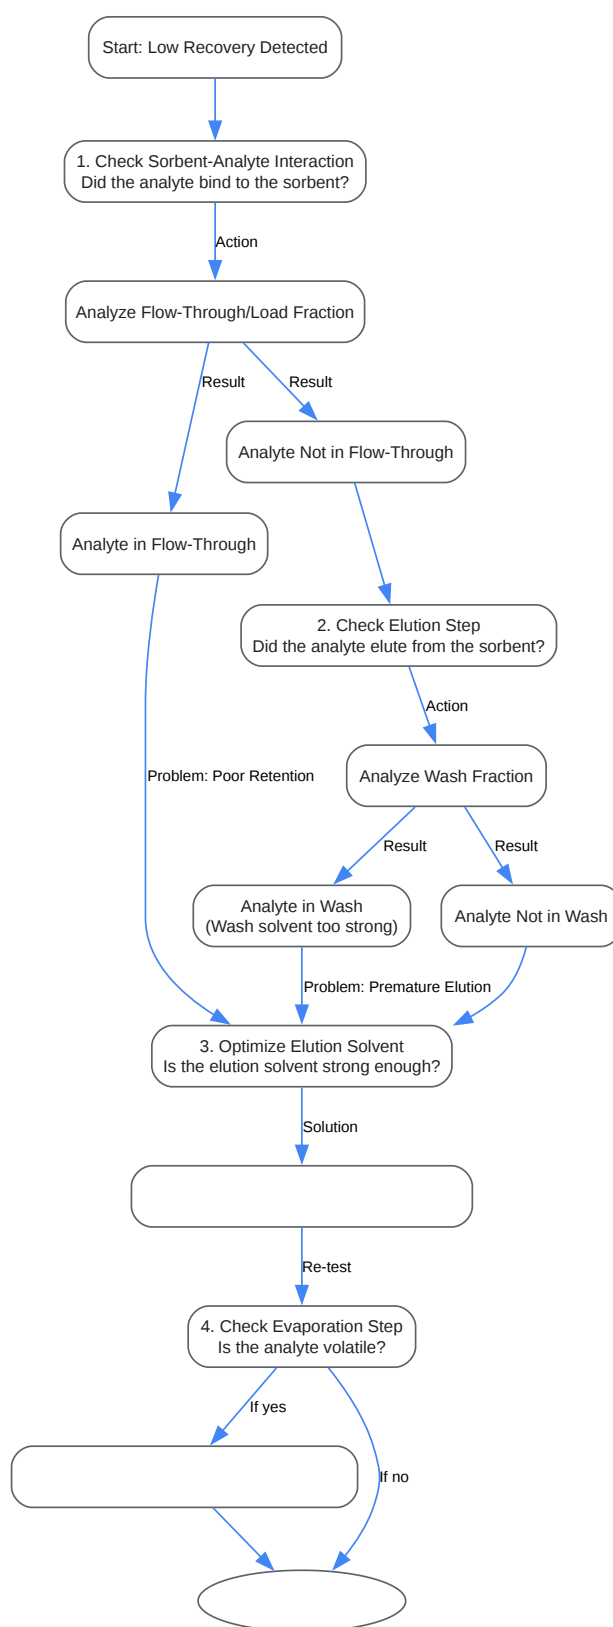 Start: Low Recovery Detected
1. Check Sorbent-Analyte Interaction
Did the analyte bind to the sorbent?
Action
Analyze Flow-Through/Load Fraction
Result
Result
Analyte Not in Flow-Through
Analyte in Flow-Through
2. Check Elution Step
Did the analyte elute from the sorbent?
Action
Problem: Poor Retention
Analyze Wash Fraction
Result
Result
Analyte in Wash
(Wash solvent too strong)
Analyte Not in Wash
Problem: Premature Elution
3. Optimize Elution Solvent
Is the elution solvent strong enough?
Solution
Re-test
4. Check Evaporation Step
Is the analyte volatile?
If yes
If no